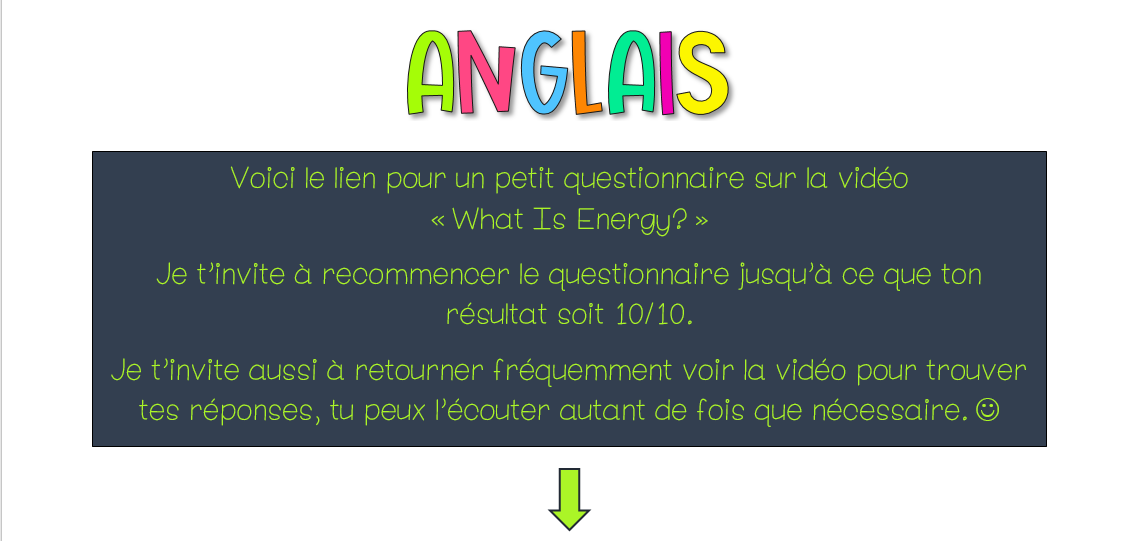 ANGLAIS
Voici le lien pour un petit questionnaire sur la vidéo
« What Is Energy? »
Je t’invite à recommencer le questionnaire jusqu’à ce que ton
résultat soit 10/10.
Je t’invite aussi à retourner fréquemment voir la vidéo pour trouver
tes réponses, tu peux l’écouter autant de fois que nécessaire. ☺